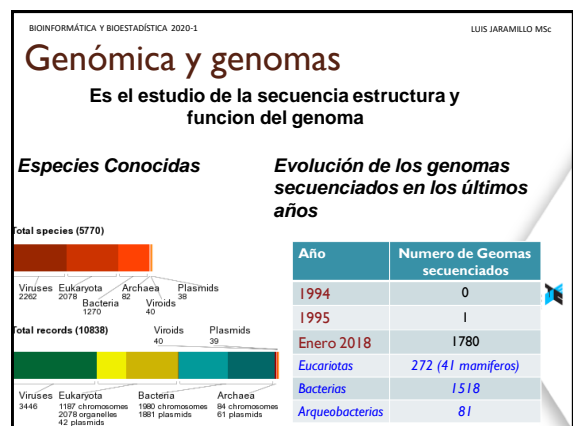 BIOINFORMÁTICA Y BIOESTADÍSTICA 2020-1
LUIS JARAMILLO MSc
Genómica y genomas
Es el estudio de la secuencia estructura y
funcion del genoma
Especies Conocidas
Total species (5770)
Viruses Eukaryota Archaea Plasmids
2262 2078 82 38
Bacteria Viroids
1270 40
Total records (10838) Viroids Plasmids
40 39
Viruses Eukaryota Bacteria Archaea
3446 1187 chromosomes 1980 chromosomes 84 chromosomes
2078 organelles 1881 plasmids 61 plasmids
42 plasmids
Evolución de los genomas
secuenciados en los últimos
años
Año Numero de Geomas
secuenciados
1994 0
1995 1
Enero 2018 1780
Eucariotas 272 (41 mamiferos)
Bacterias 1518
Arqueobacterias 81